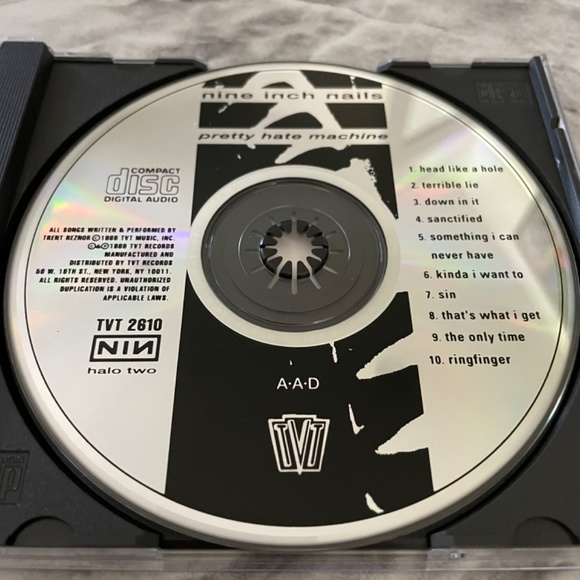 nine inch nails
pretty hate machine
COMPACT
disc
DIGITAL AUDIO
ALL SONGS WRITTEN & PERFORMED BY
TRENT REZNOR ⓒ1989 TVT MUSIC, INC.
ⓒ&ⓟ1989 TVT RECORDS
MANUFACTURED AND
DISTRIBUTED BY TVT RECORDS
59 W. 19TH ST., NEW YORK, NY 10011.
ALL RIGHTS RESERVED. UNAUTHORIZED
DUPLICATION IS A VIOLATION OF
APPLICABLE LAWS.
TVT 2610
NIN
halo two
1. head like a hole
2. terrible lie
3. down in it
4. sanctified
5. something i can
never have
6. kinda i want to
7. sin
8. that's what i get
9. the only time
10. ringfinger
A·A·D
TVT